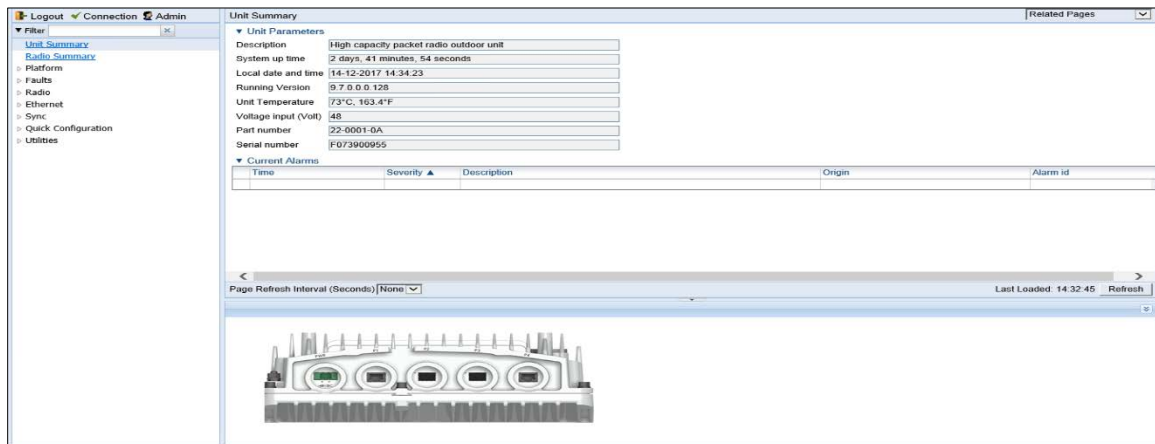 Logout Connection Admin
Filter
Unit Summary
Radio Summary
Platform
Faults
Radio
Ethernet
Sync
Quick Configuration
Utilities
Unit Summary
Related Pages
Unit Parameters
Description High capacity packet radio outdoor unit
System up time 2 days, 41 minutes, 54 seconds
Local date and time 14-12-2017 14:34:23
Running Version 9.7.0.0.0.128
Unit Temperature 73°C, 163.4°F
Voltage input (Volt) 48
Part number 22-0001-0A
Serial number F073900955
Current Alarms
Time Severity ▲ Description Origin Alarm id
Page Refresh Interval (Seconds) None
Last Loaded: 14:32:45 Refresh